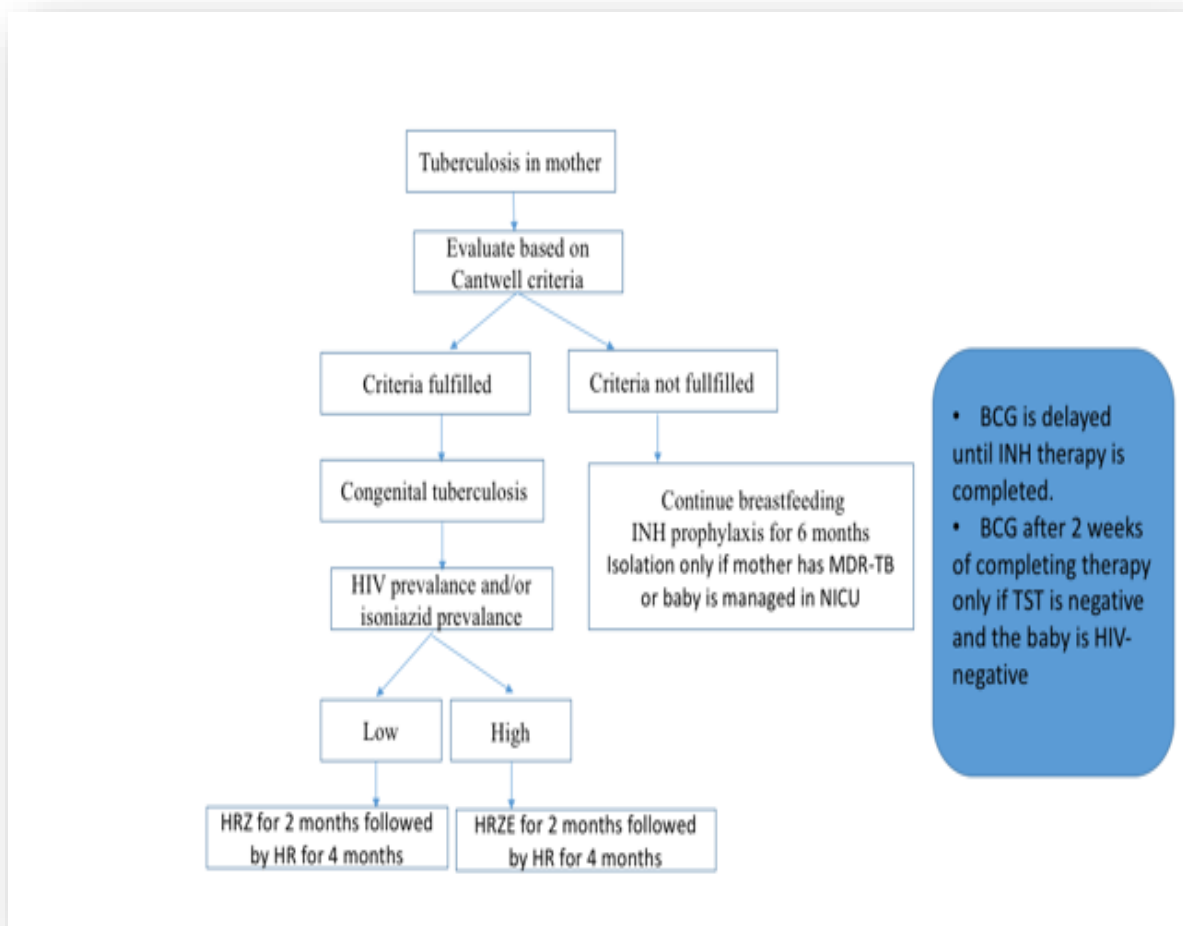 Tuberculosis in mother
Evaluate based on
Cantwell criteria
Criteria fulfilled
Criteria not fullfilled
Congenital tuberculosis
Continue breastfeeding
INH prophylaxis for 6 months
Isolation only if mother has MDR-TB
or baby is managed in NICU
HIV prevalance and/or
isoniazid prevalance
Low
High
HRZ for 2 months followed
by HR for 4 months
HRZE for 2 months followed
by HR for 4 months
• BCG is delayed
until INH therapy is
completed.
• BCG after 2 weeks
of completing therapy
only if TST is negative
and the baby is HIV-
negative